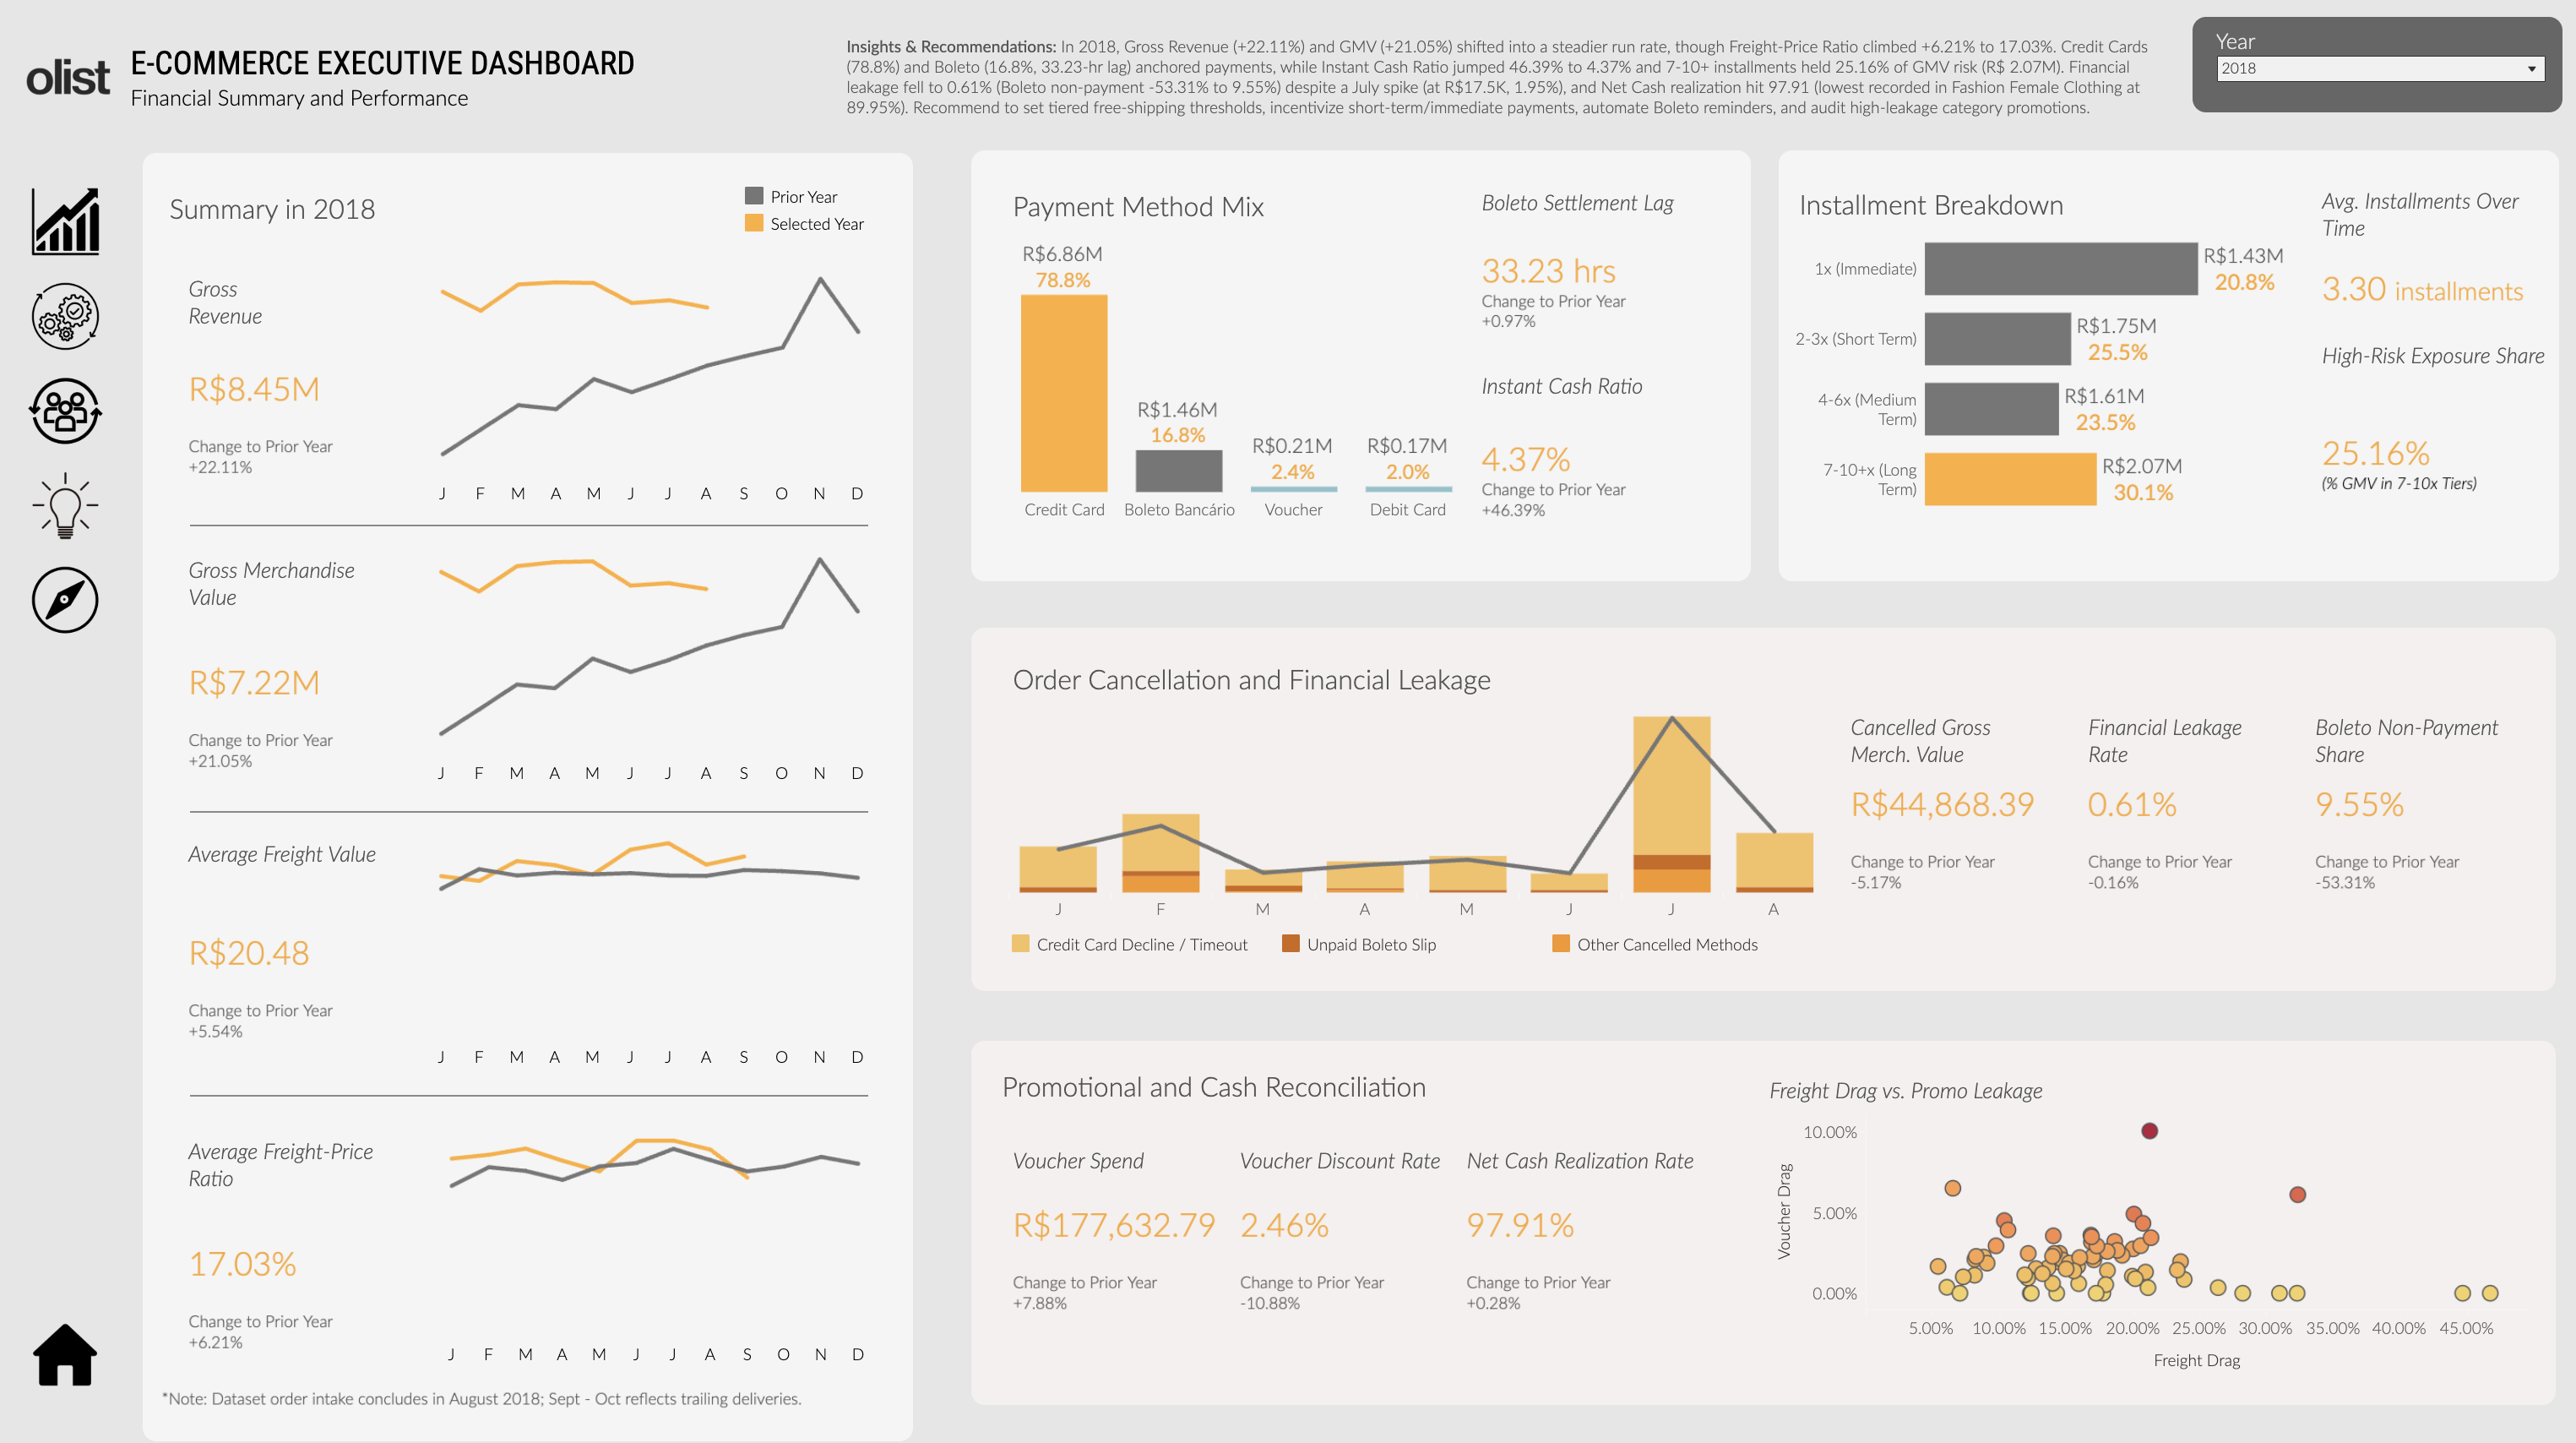 olist
E-COMMERCE EXECUTIVE DASHBOARD
Financial Summary and Performance
Insights & Recommendations: In 2018, Gross Revenue (+22.11%) and GMV (+21.05%) shifted into a steadier run rate, though Freight-Price Ratio climbed +6.21% to 17.03%. Credit Cards
(78.8%) and Boleto (16.8%, 33.23-hr lag) anchored payments, while Instant Cash Ratio jumped 46.39% to 4.37% and 7-10+ installments held 25.16% of GMV risk (R$ 2.07M). Financial
leakage fell to 0.61% (Boleto non-payment -53.31% to 9.55%) despite a July spike (at R$17.5K, 1.95%), and Net Cash realization hit 97.91 (lowest recorded in Fashion Female Clothing at
89.95%). Recommend to set tiered free-shipping thresholds, incentivize short-term/immediate payments, automate Boleto reminders, and audit high-leakage category promotions.
Year
2018
Summary in 2018
Prior Year
Selected Year
Gross
Revenue
R$8.45M
Change to Prior Year
+22.11%
J F M A M J J A S O N D
Gross Merchandise
Value
R$7.22M
Change to Prior Year
+21.05%
J F M A M J J A S O N D
Average Freight Value
R$20.48
Change to Prior Year
+5.54%
J F M A M J J A S O N D
Average Freight-Price
Ratio
17.03%
Change to Prior Year
+6.21%
J F M A M J J A S O N D
*Note: Dataset order intake concludes in August 2018; Sept - Oct reflects trailing deliveries.
Payment Method Mix
R$6.86M
78.8%
R$1.46M
16.8%
R$0.21M
2.4%
R$0.17M
2.0%
Credit Card Boleto Bancário Voucher Debit Card
Boleto Settlement Lag
33.23 hrs
Change to Prior Year
+0.97%
Instant Cash Ratio
4.37%
Change to Prior Year
+46.39%
Installment Breakdown
1x (Immediate)
R$1.43M
20.8%
2-3x (Short Term)
R$1.75M
25.5%
4-6x (Medium
Term)
R$1.61M
23.5%
7-10+x (Long
Term)
R$2.07M
30.1%
Avg. Installments Over
Time
3.30 installments
High-Risk Exposure Share
25.16%
(% GMV in 7-10x Tiers)
Order Cancellation and Financial Leakage
J F M A M J J A
Credit Card Decline / Timeout Unpaid Boleto Slip Other Cancelled Methods
Cancelled Gross
Merch. Value
R$44,868.39
Change to Prior Year
-5.17%
Financial Leakage
Rate
0.61%
Change to Prior Year
-0.16%
Boleto Non-Payment
Share
9.55%
Change to Prior Year
-53.31%
Promotional and Cash Reconciliation
Voucher Spend
R$177,632.79
Change to Prior Year
+7.88%
Voucher Discount Rate
2.46%
Change to Prior Year
-10.88%
Net Cash Realization Rate
97.91%
Change to Prior Year
+0.28%
Freight Drag vs. Promo Leakage
Voucher Drag
10.00%
5.00%
0.00%
5.00% 10.00% 15.00% 20.00% 25.00% 30.00% 35.00% 40.00% 45.00%
Freight Drag